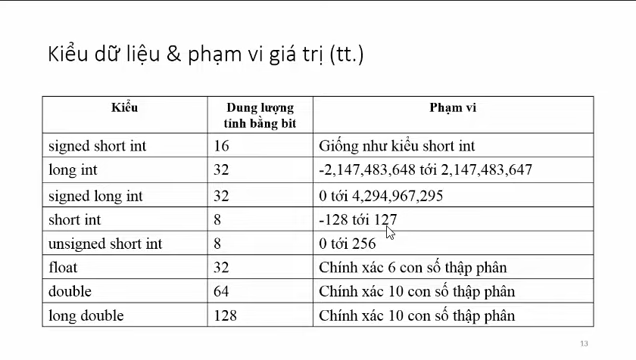 Kiểu dữ liệu & phạm vi giá trị (tt.)
Kiểu Dung lượng tính bằng bit Phạm vi
signed short int 16 Giống như kiểu short int
long int 32 -2,147,483,648 tới 2,147,483,647
signed long int 32 0 tới 4,294,967,295
short int 8 -128 tới 127
unsigned short int 8 0 tới 256
float 32 Chính xác 6 con số thập phân
double 64 Chính xác 10 con số thập phân
long double 128 Chính xác 10 con số thập phân
13